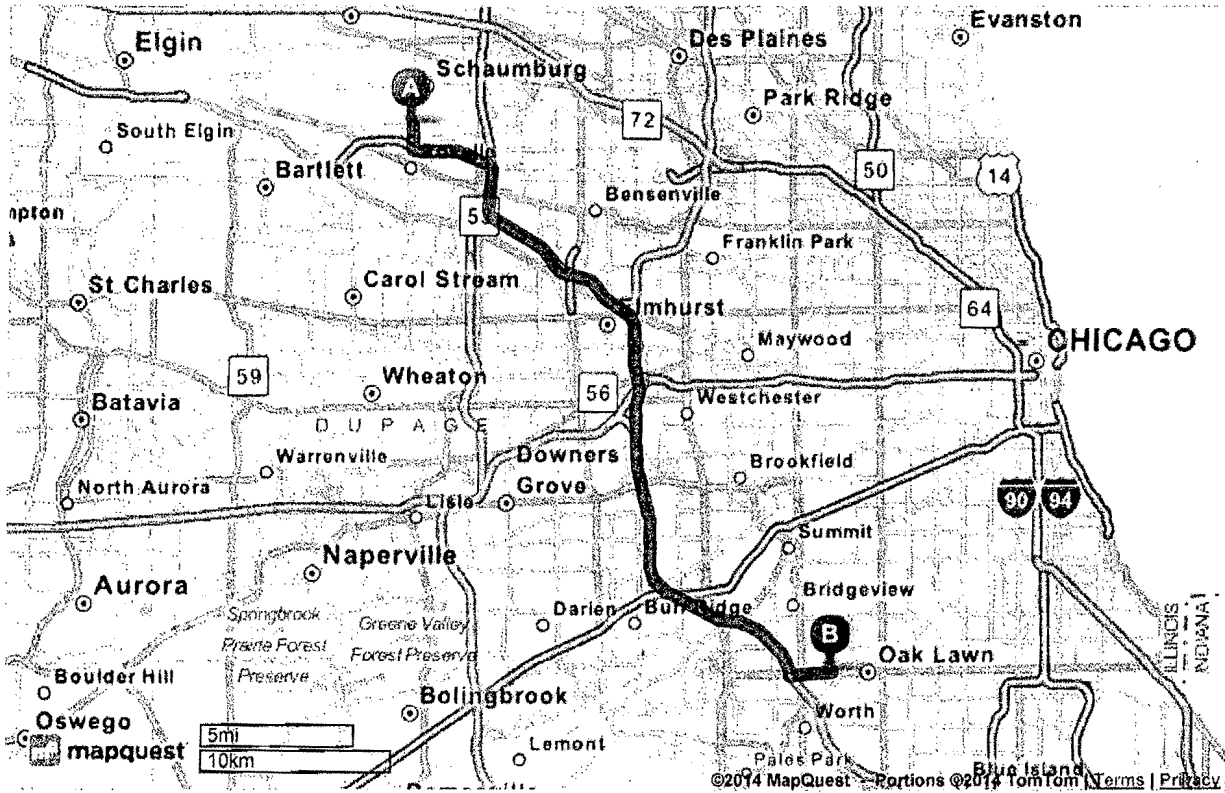 Evanston
Elgin
Des Plaines
Schaumburg
A
Park Ridge
72
South Elgin
50
14
Bartlett
Bensenville
Franklin Park
Carol Stream
St Charles
Elmhurst
64
CHICAGO
Maywood
59
Wheaton
56
Batavia
Westchester
DUPAGE
Downers
Grove
Warrenville
Brookfield
North Aurora
Lisle
90 94
Summit
Naperville
Aurora
Bridgeview
Springbrook
Prairie Forest
Preserve
Greene Valley
Forest Preserve
Darien
Burr Ridge
ILLINOIS
INDIANA
B
Oak Lawn
Boulder Hill
Bolingbrook
Oswego
Worth
mapquest
5mi
10km
Lemont
Palos Park
Blue Island
©2014 MapQuest - Portions ©2014 TomTom | Terms | Privacy